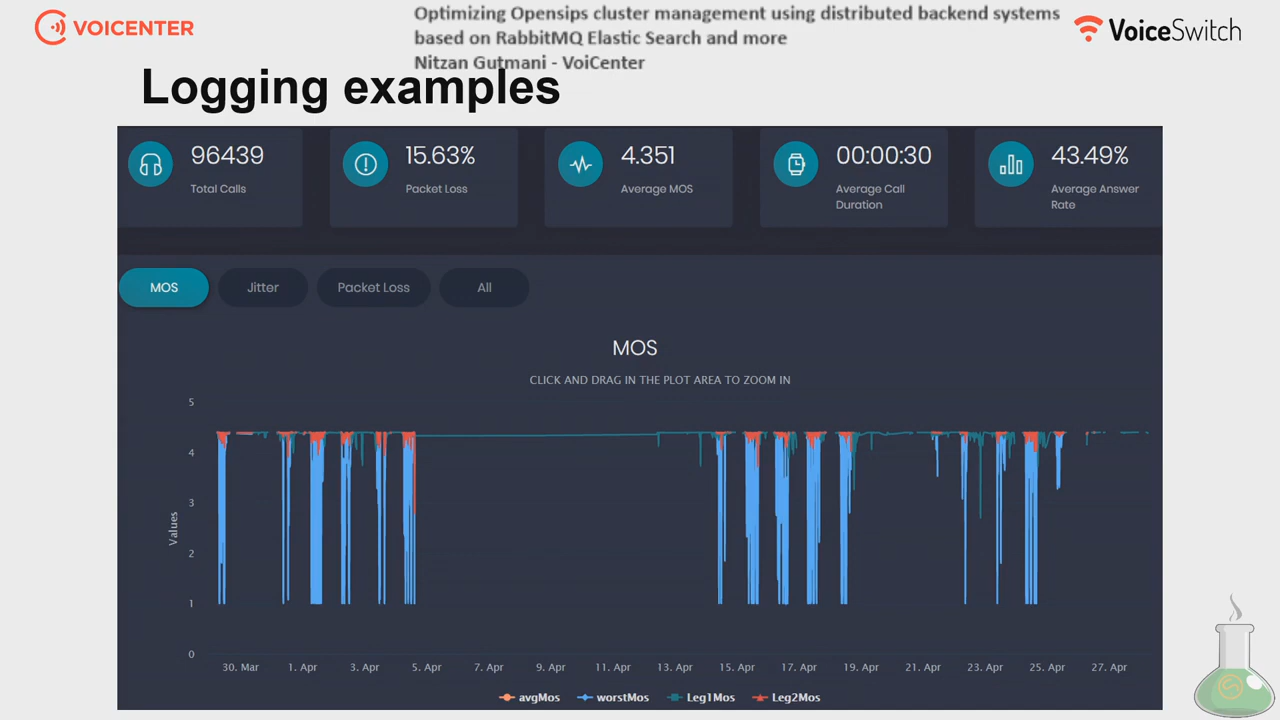 VOICENTER
Optimizing Opensips cluster management using distributed backend systems
based on RabbitMQ Elastic Search and more
Nitzan Gutmani - VoiCenter
VoiceSwitch
Logging examples
96439
Total Calls
15.63%
Packet Loss
4.351
Average MOS
00:00:30
Average Call
Duration
43.49%
Average Answer
Rate
MOS
Jitter
Packet Loss
All
MOS
CLICK AND DRAG IN THE PLOT AREA TO ZOOM IN
Values
5
4
3
2
1
0
30. Mar
1. Apr
3. Apr
5. Apr
7. Apr
9. Apr
11. Apr
13. Apr
15. Apr
17. Apr
19. Apr
21. Apr
23. Apr
25. Apr
27. Apr
avgMos
worstMos
Leg1Mos
Leg2Mos